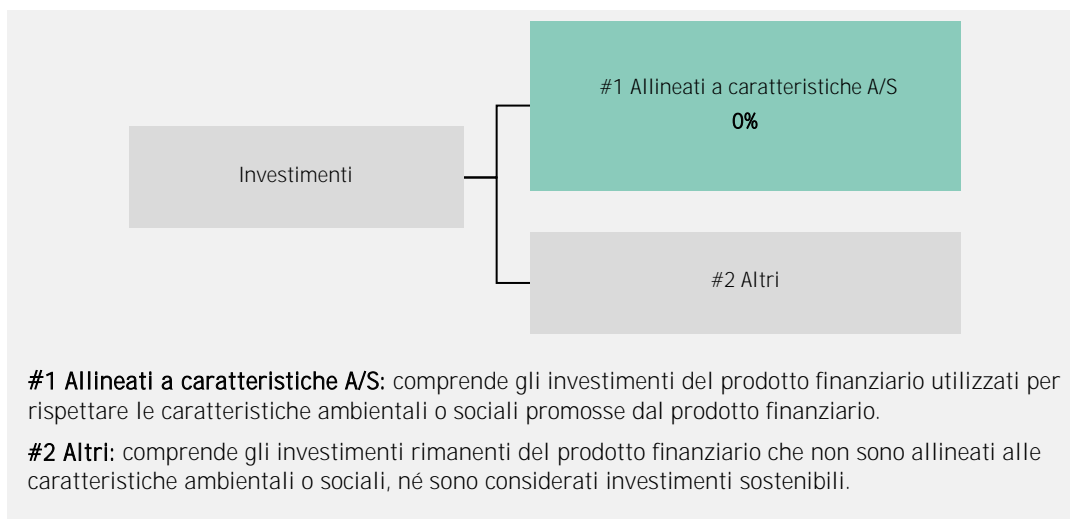 #1 Allineati a caratteristiche A/S
0%
Investimenti
#2 Altri
#1 Allineati a caratteristiche A/S: comprende gli investimenti del prodotto finanziario utilizzati per
rispettare le caratteristiche ambientali o sociali promosse dal prodotto finanziario.
#2 Altri: comprende gli investimenti rimanenti del prodotto finanziario che non sono allineati alle
caratteristiche ambientali o sociali, né sono considerati investimenti sostenibili.